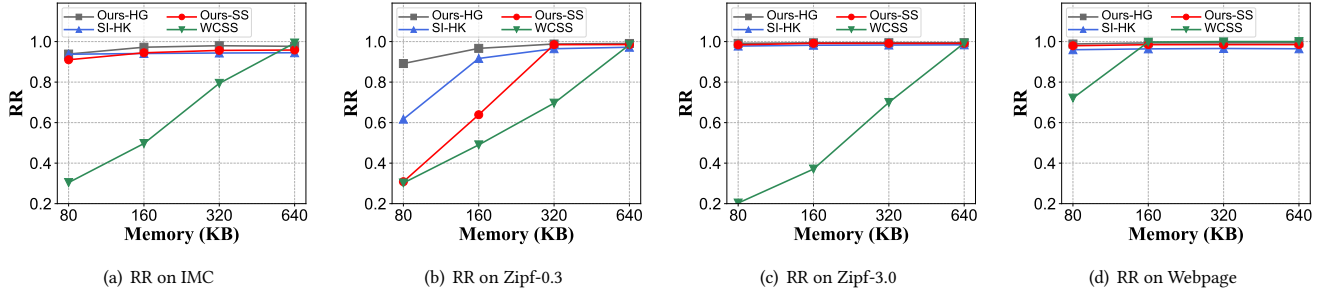 Ours-HG
Ours-SS
SI-HK
WCSS
1.0
0.8
0.6
0.4
0.2
RR
80
160
320
640
Memory (KB)
(a) RR on IMC
Ours-HG
Ours-SS
SI-HK
WCSS
1.0
0.8
0.6
0.4
0.2
RR
80
160
320
640
Memory (KB)
(b) RR on Zipf-0.3
Ours-HG
Ours-SS
SI-HK
WCSS
1.0
0.8
0.6
0.4
0.2
RR
80
160
320
640
Memory (KB)
(c) RR on Zipf-3.0
Ours-HG
Ours-SS
SI-HK
WCSS
1.0
0.8
0.6
0.4
0.2
RR
80
160
320
640
Memory (KB)
(d) RR on Webpage